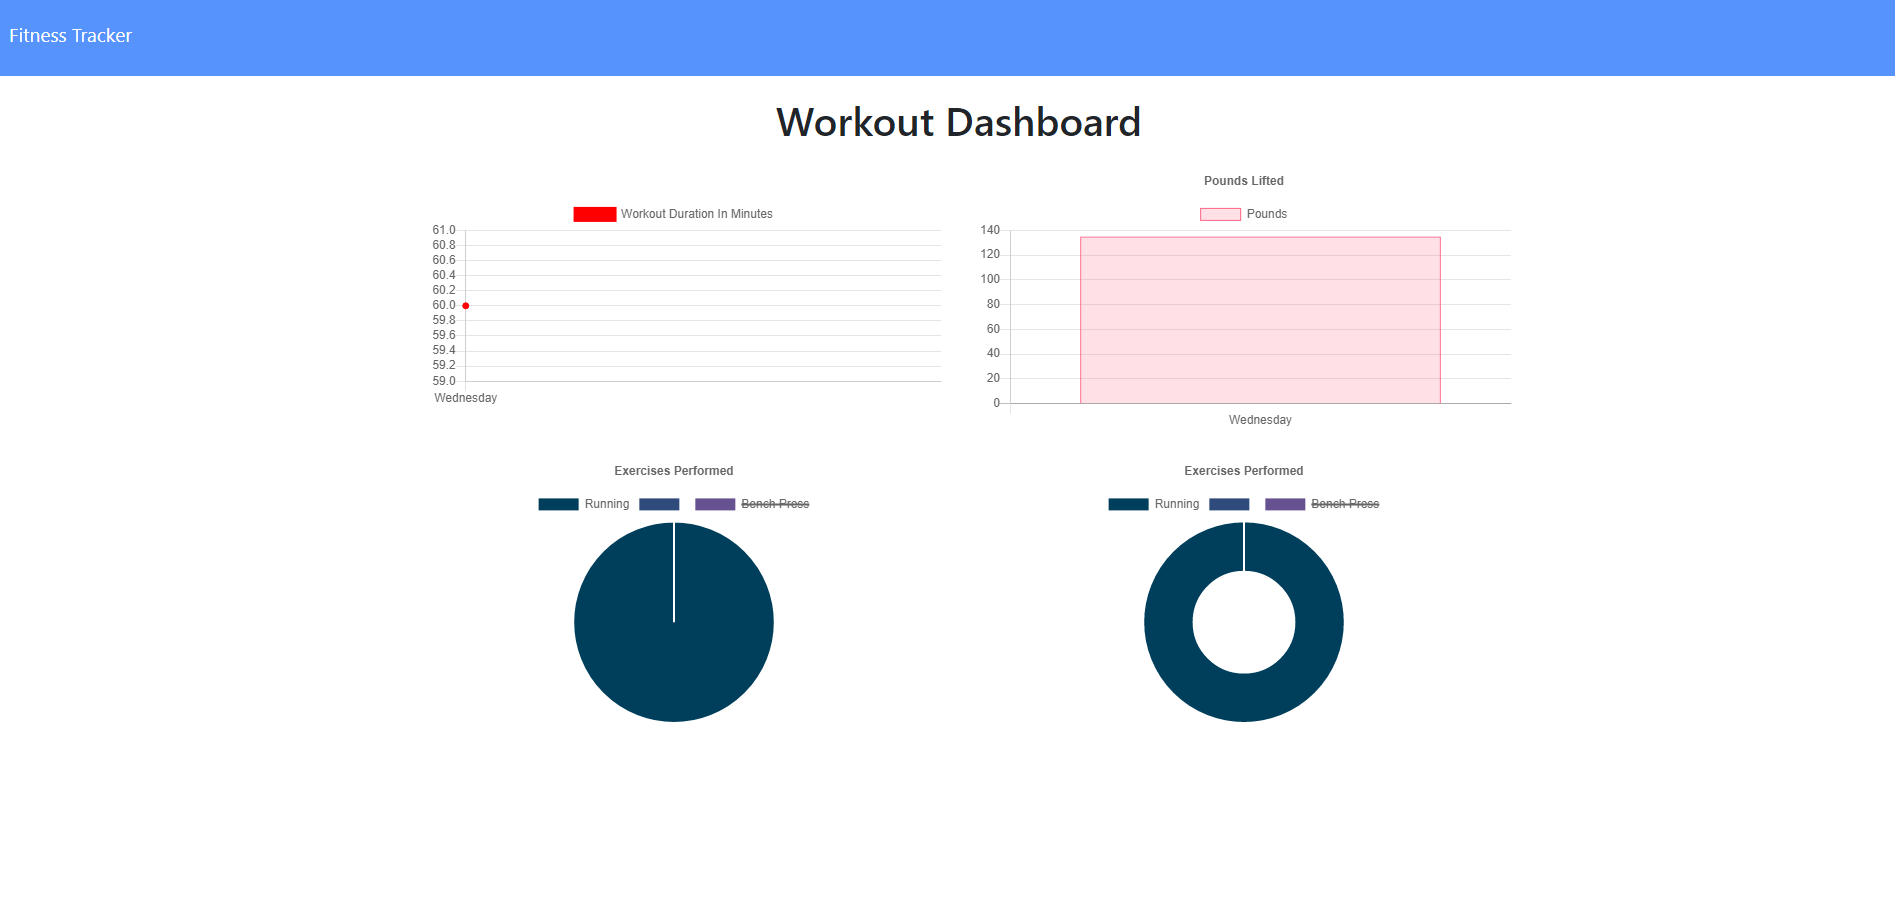 Fitness Tracker
Workout Dashboard
Workout Duration In Minutes
61.0
60.8
60.6
60.4
60.2
60.0
59.8
59.6
59.4
59.2
59.0
Wednesday
Pounds Lifted
Pounds
140
120
100
80
60
40
20
0
Wednesday
Exercises Performed
Running Bench Press
Exercises Performed
Running Bench Press